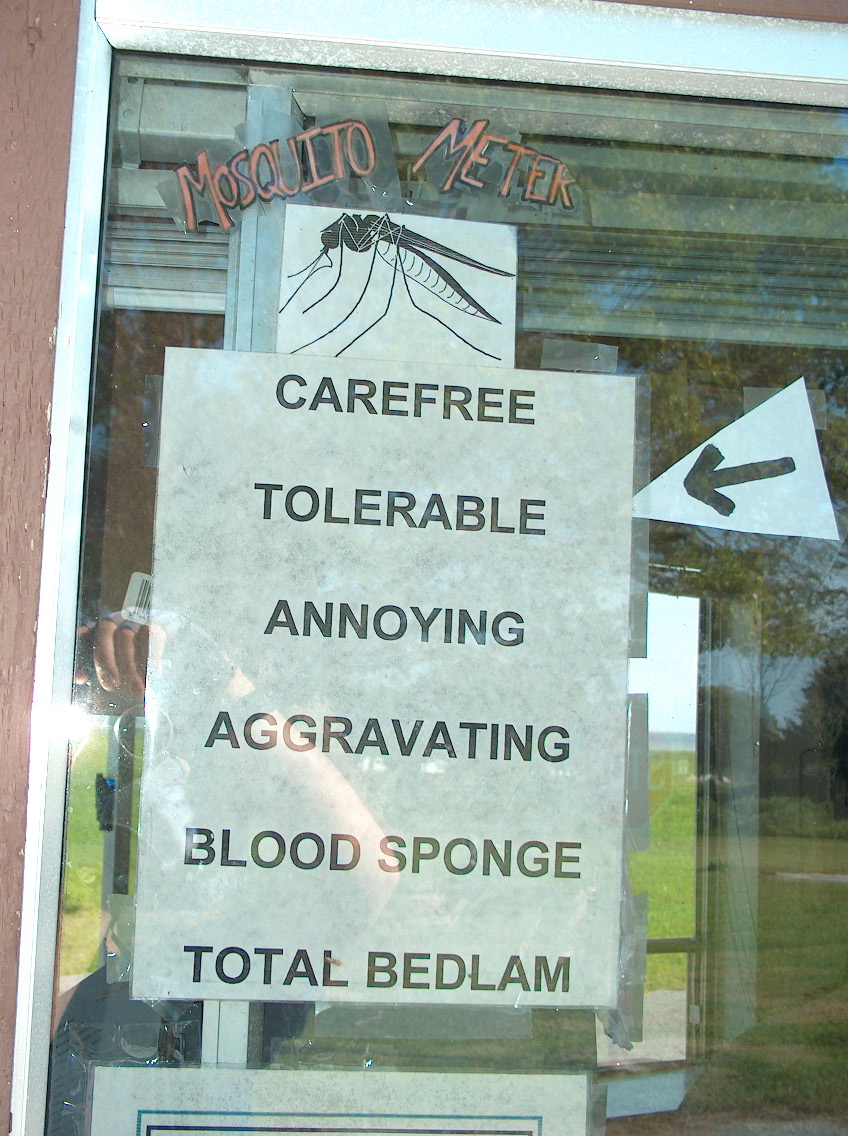 MOSQUITO METER
CAREFREE
TOLERABLE
ANNOYING
AGGRAVATING
BLOOD SPONGE
TOTAL BEDLAM